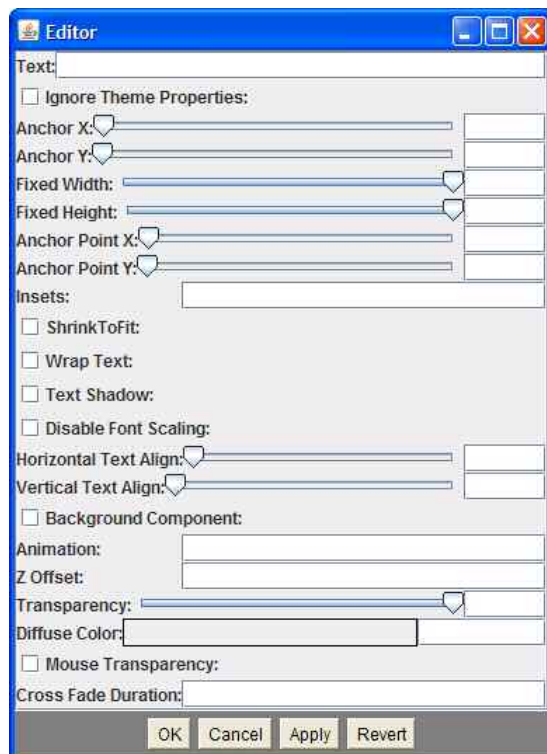 Editor
Text:
Ignore Theme Properties:
Anchor X:
Anchor Y:
Fixed Width:
Fixed Height:
Anchor Point X:
Anchor Point Y:
Insets:
ShrinkToFit:
Wrap Text:
Text Shadow:
Disable Font Scaling:
Horizontal Text Align:
Vertical Text Align:
Background Component:
Animation:
Z Offset:
Transparency:
Diffuse Color:
Mouse Transparency:
Cross Fade Duration:
OK Cancel Apply Revert